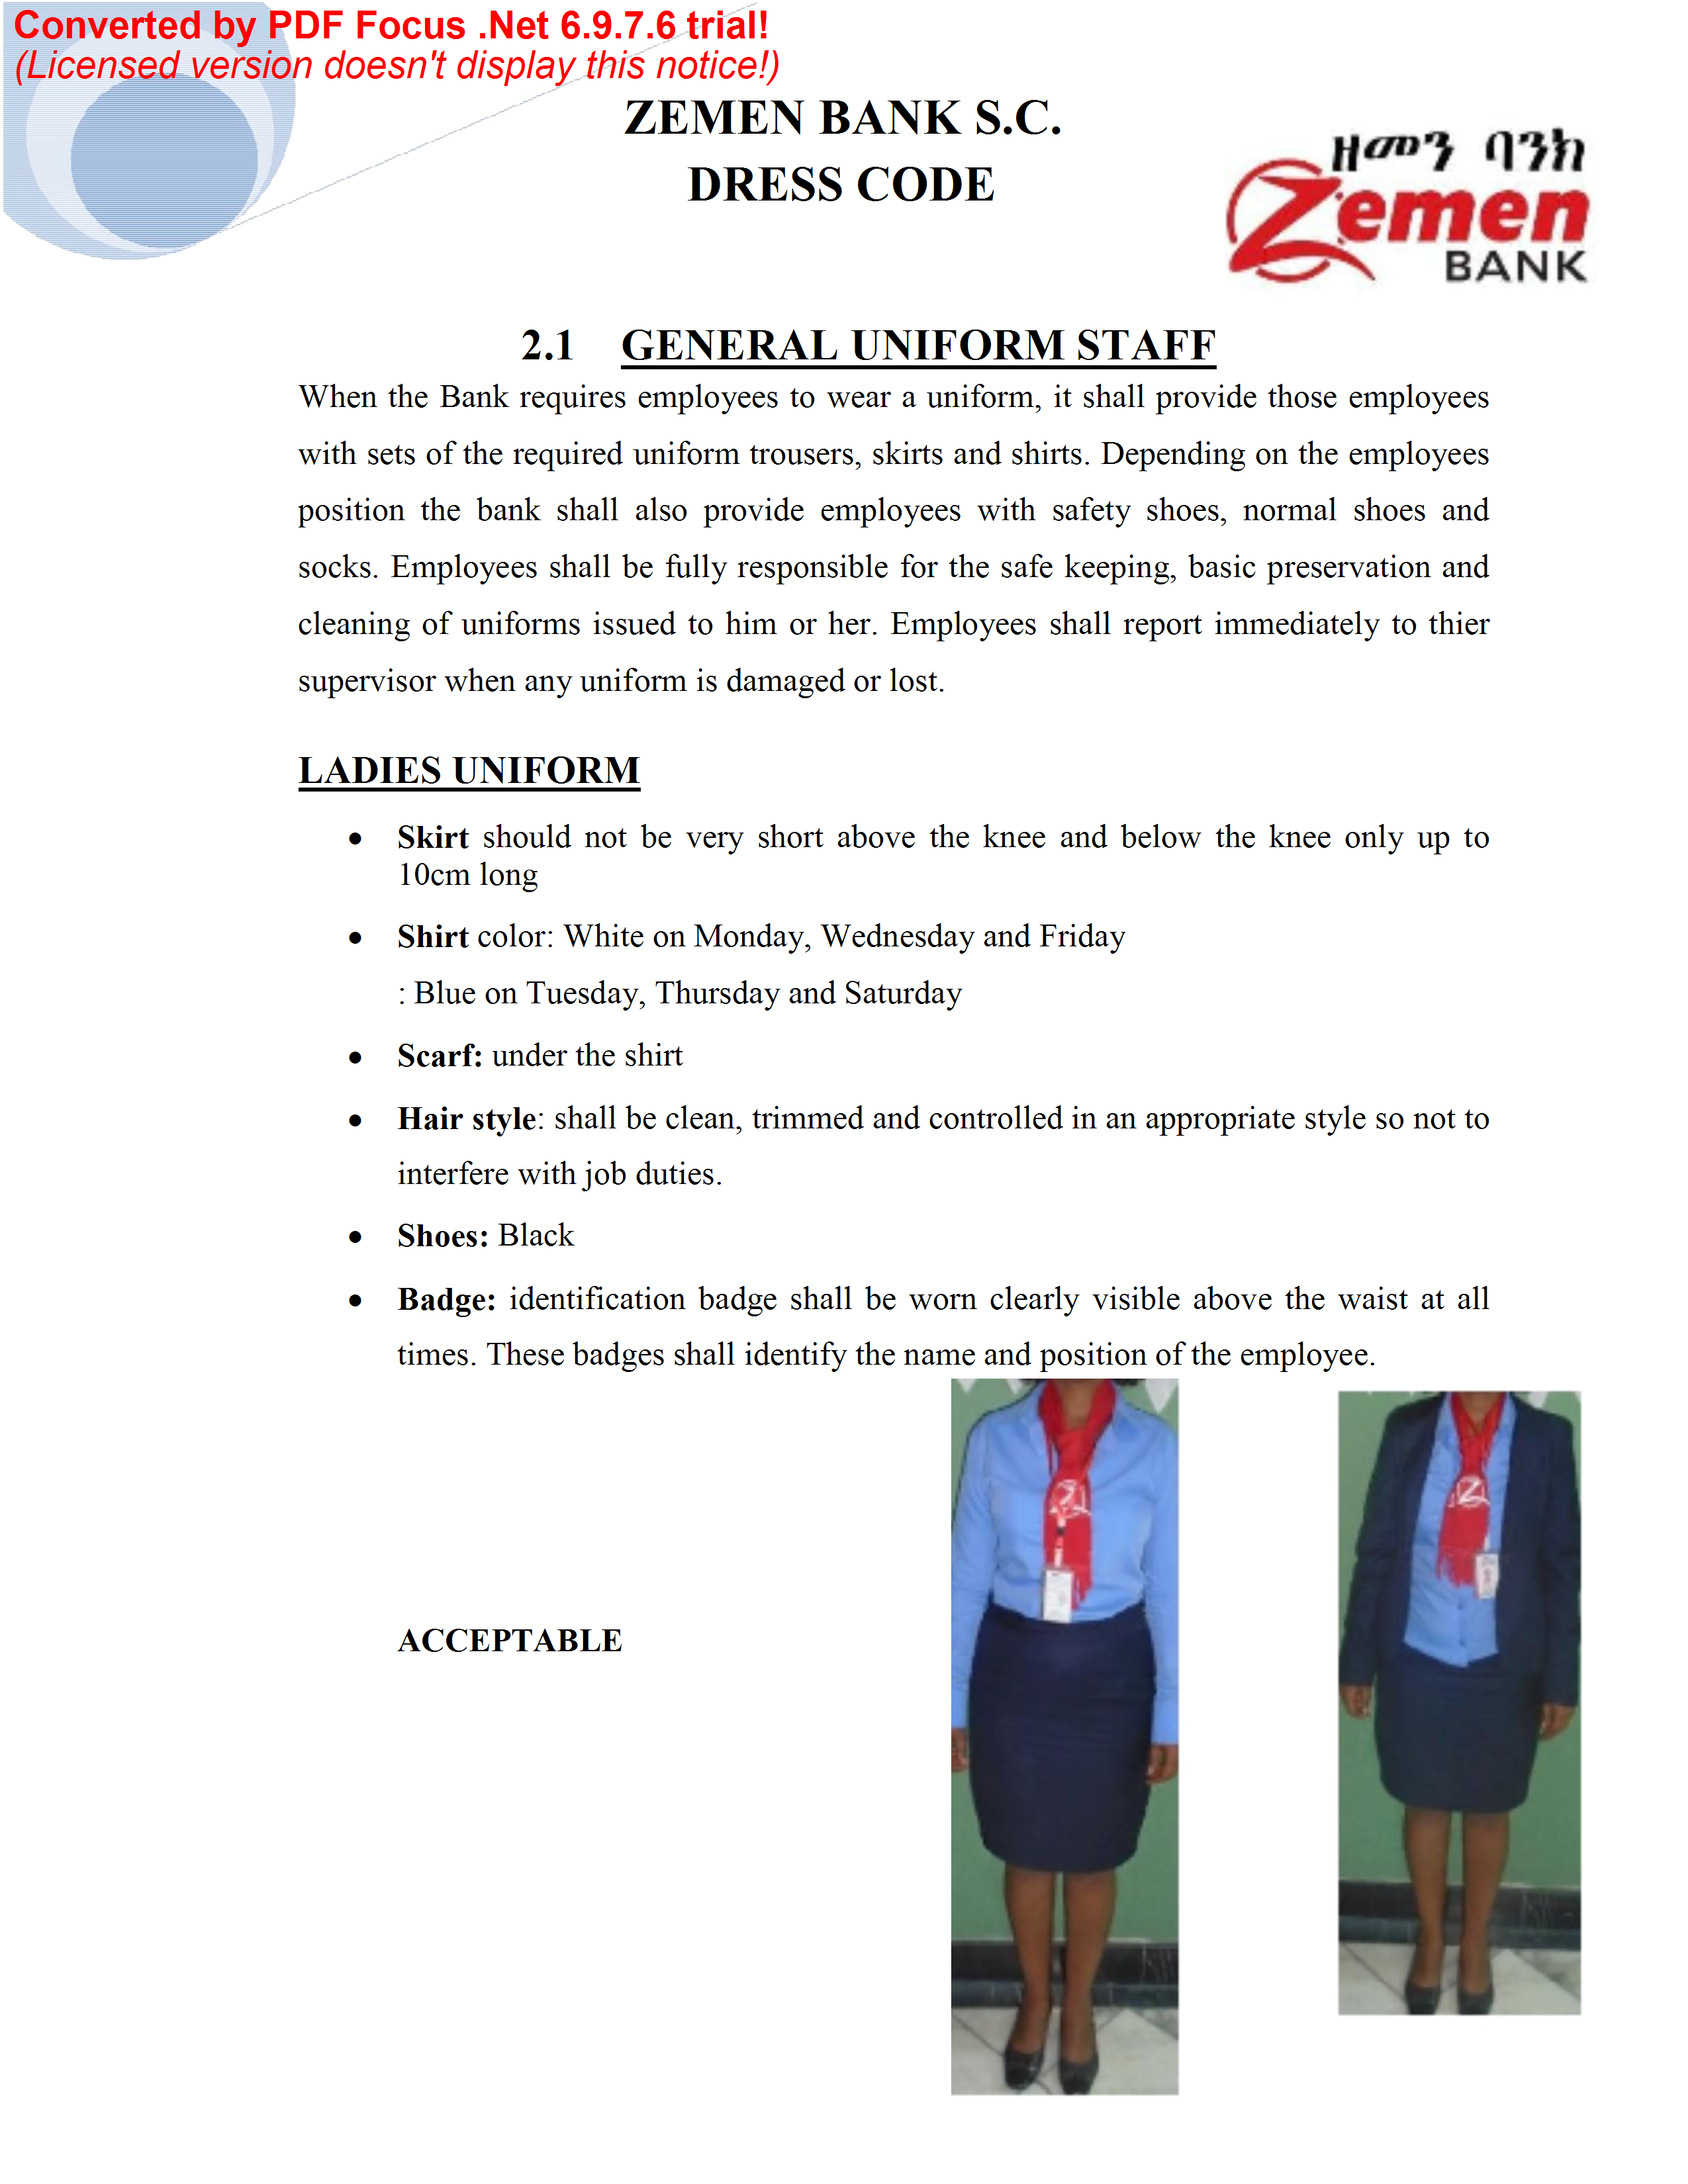 Converted by PDF Focus .Net 6.9.7.6 trial!
(Licensed version doesn't display this notice!)
ZEMEN BANK S.C.
DRESS CODE
ዘመን ባንክ
Zemen
BANK
2.1 GENERAL UNIFORM STAFF
When the Bank requires employees to wear a uniform, it shall provide those employees
with sets of the required uniform trousers, skirts and shirts. Depending on the employees
position the bank shall also provide employees with safety shoes, normal shoes and
socks. Employees shall be fully responsible for the safe keeping, basic preservation and
cleaning of uniforms issued to him or her. Employees shall report immediately to thier
supervisor when any uniform is damaged or lost.
LADIES UNIFORM
• Skirt should not be very short above the knee and below the knee only up to
10cm long
• Shirt color: White on Monday, Wednesday and Friday
: Blue on Tuesday, Thursday and Saturday
• Scarf: under the shirt
• Hair style: shall be clean, trimmed and controlled in an appropriate style so not to
interfere with job duties.
• Shoes: Black
• Badge: identification badge shall be worn clearly visible above the waist at all
times. These badges shall identify the name and position of the employee.
ACCEPTABLE